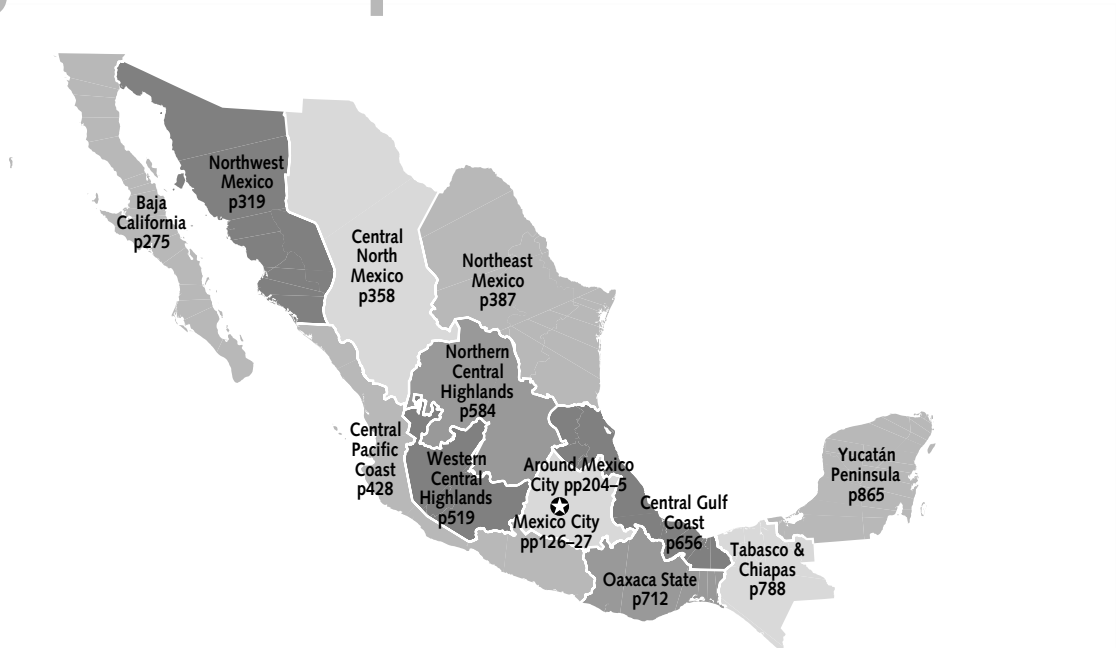 Northwest
Mexico
p319
Baja
California
p275
Central
North
Mexico
p358
Northeast
Mexico
p387
Northern
Central
Highlands
p584
Central
Pacific
Coast
p428
Western
Central
Highlands
p519
Around Mexico
City pp204–5
Mexico City
pp126–27
Central Gulf
Coast
p656
Yucatán
Peninsula
p865
Tabasco &
Chiapas
p788
Oaxaca State
p712